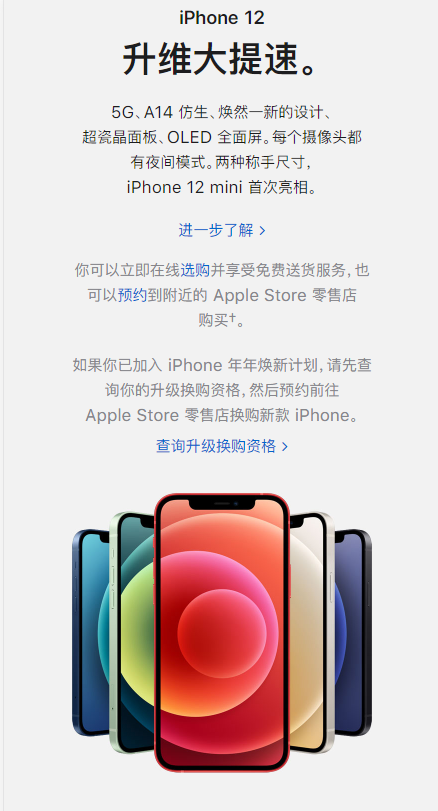 iPhone 12
升维大提速。
5G、A14 仿生、焕然一新的设计、
超瓷晶面板、OLED 全面屏。每个摄像头都
有夜间模式。两种称手尺寸，
iPhone 12 mini 首次亮相。
进一步了解 >
你可以立即在线选购并享受免费送货服务，也
可以预约到附近的 Apple Store 零售店
购买†。
如果你已加入 iPhone 年年焕新计划，请先查
询你的升级换购资格，然后预约前往
Apple Store 零售店换购新款 iPhone。
查询升级换购资格 >